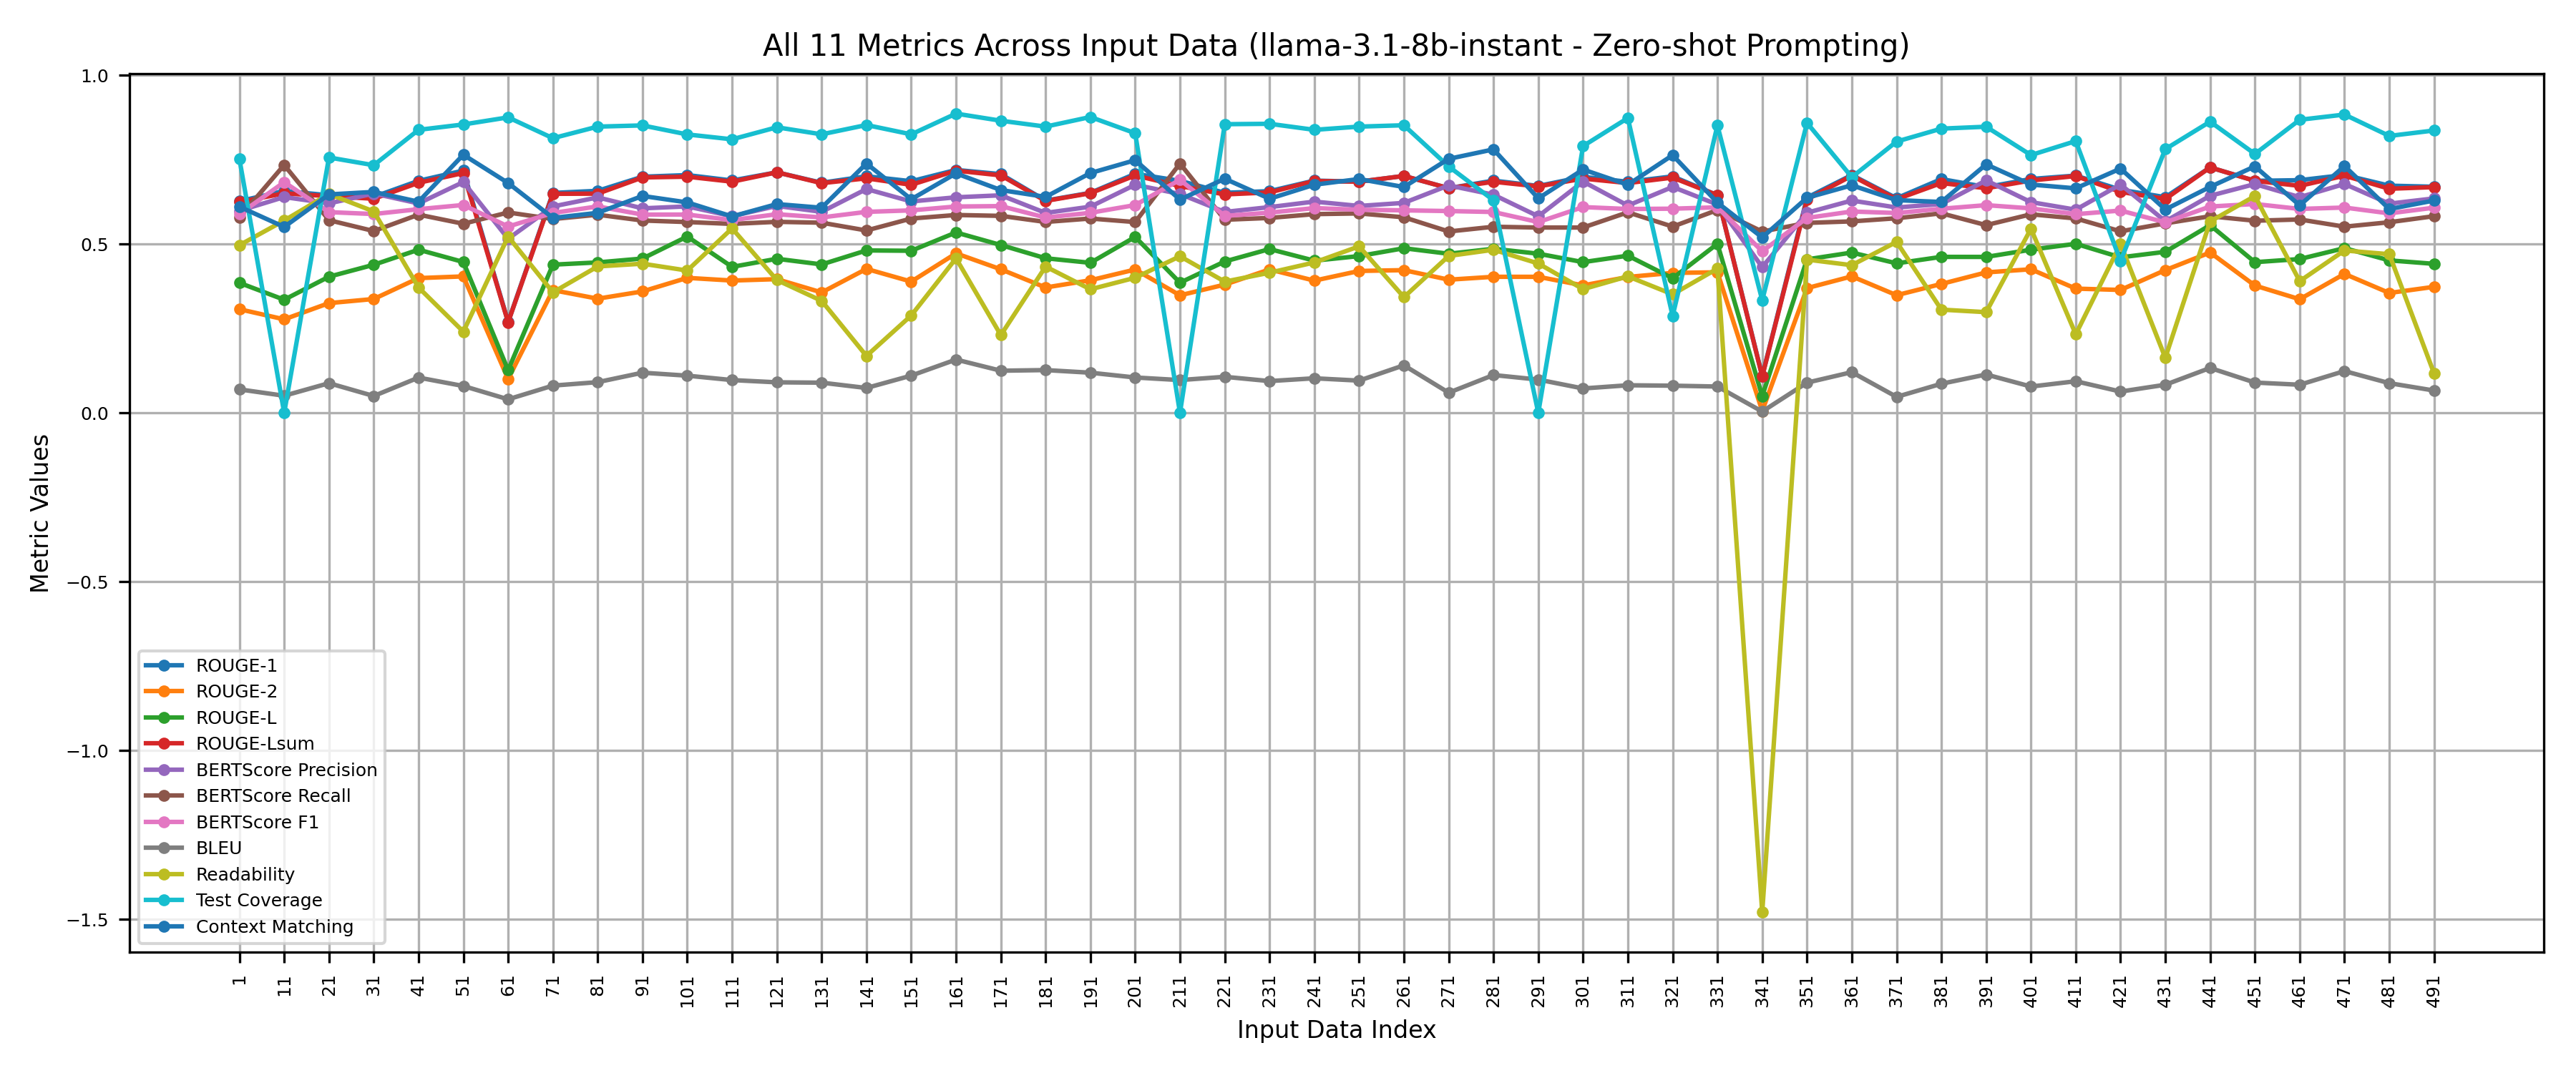 All 11 Metrics Across Input Data (llama-3.1-8b-instant - Zero-shot Prompting)
Metric Values
1.0
0.5
0.0
−0.5
−1.0
−1.5
ROUGE-1
ROUGE-2
ROUGE-L
ROUGE-Lsum
BERTScore Precision
BERTScore Recall
BERTScore F1
BLEU
Readability
Test Coverage
Context Matching
1 11 21 31 41 51 61 71 81 91 101 111 121 131 141 151 161 171 181 191 201 211 221 231 241 251 261 271 281 291 301 311 321 331 341 351 361 371 381 391 401 411 421 431 441 451 461 471 481 491
Input Data Index